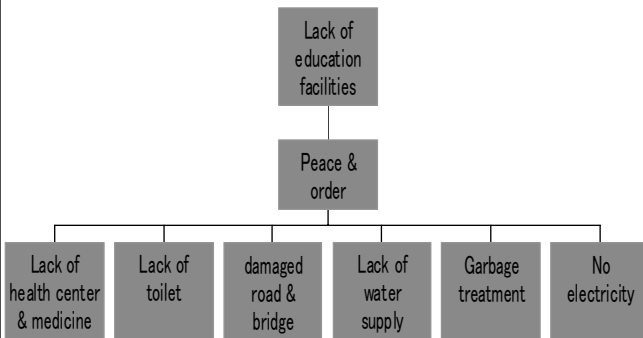 Lack of
education
facilities
Peace &
order
Lack of
health center
& medicine
Lack of
toilet
damaged
road &
bridge
Lack of
water
supply
Garbage
treatment
No
electricity